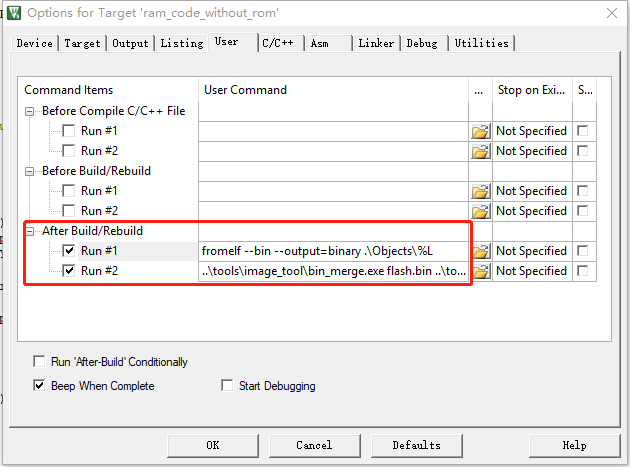 Options for Target 'ram_code_without_rom'
Device Target Output Listing User C/C++ Asm Linker Debug Utilities
Command Items User Command ... Stop on Exi... S...
Before Compile C/C++ File
Run #1 Not Specified
Run #2 Not Specified
Before Build/Rebuild
Run #1 Not Specified
Run #2 Not Specified
After Build/Rebuild
Run #1 fromelf --bin --output=binary .\Objects\%L Not Specified
Run #2 ..\tools\image_tool\bin_merge.exe flash.bin ..\to... Not Specified
Run 'After-Build' Conditionally
Beep When Complete Start Debugging
OK Cancel Defaults Help